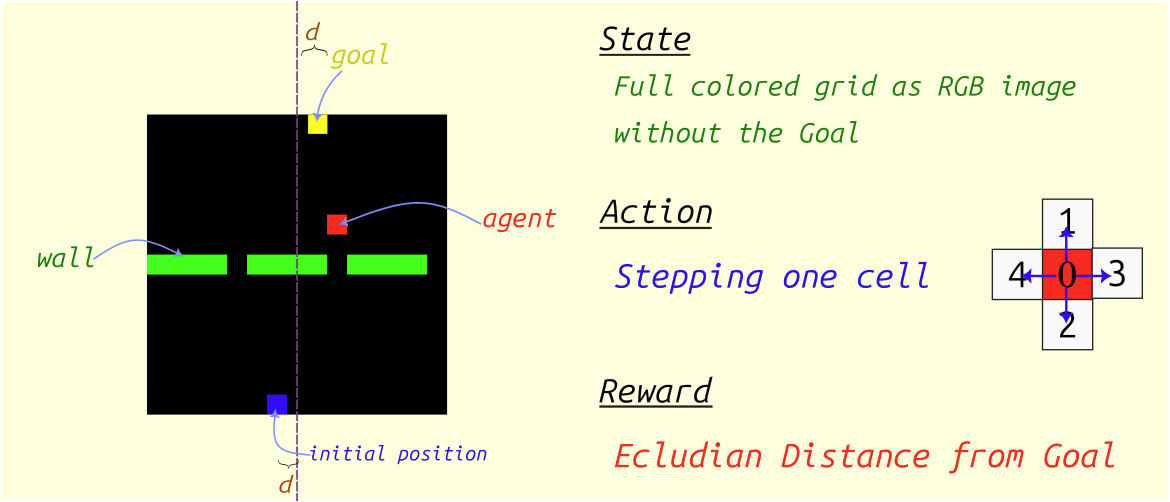 d
goal
agent
wall
initial position
d
State
Full colored grid as RGB image
without the Goal
Action
Stepping one cell
1
4 0 3
2
Reward
Ecludian Distance from Goal